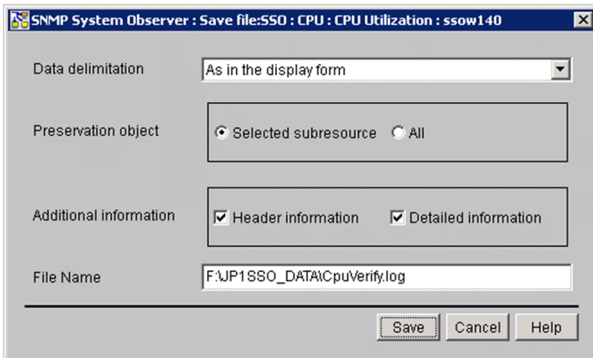 SNMP System Observer : Save file:SSO : CPU : CPU Utilization : ssow140
Data delimitation
As in the display form
Preservation object
Selected subresource
All
Additional information
Header information
Detailed information
File Name
F:\JP1SSO_DATA\CpuVerify.log
Save
Cancel
Help